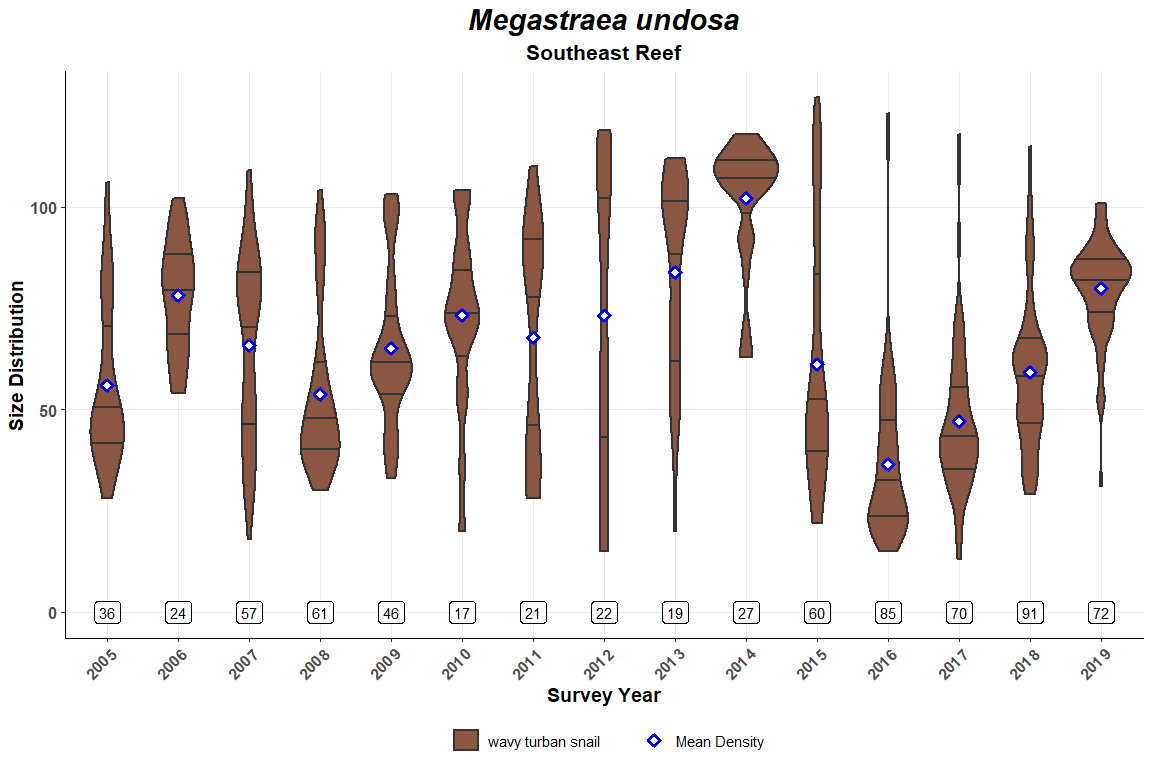 Megastraea undosa
Southeast Reef
Size Distribution
100
50
0
36 24 57 61 46 17 21 22 19 27 60 85 70 91 72
2005 2006 2007 2008 2009 2010 2011 2012 2013 2014 2015 2016 2017 2018 2019
Survey Year
wavy turban snail Mean Density